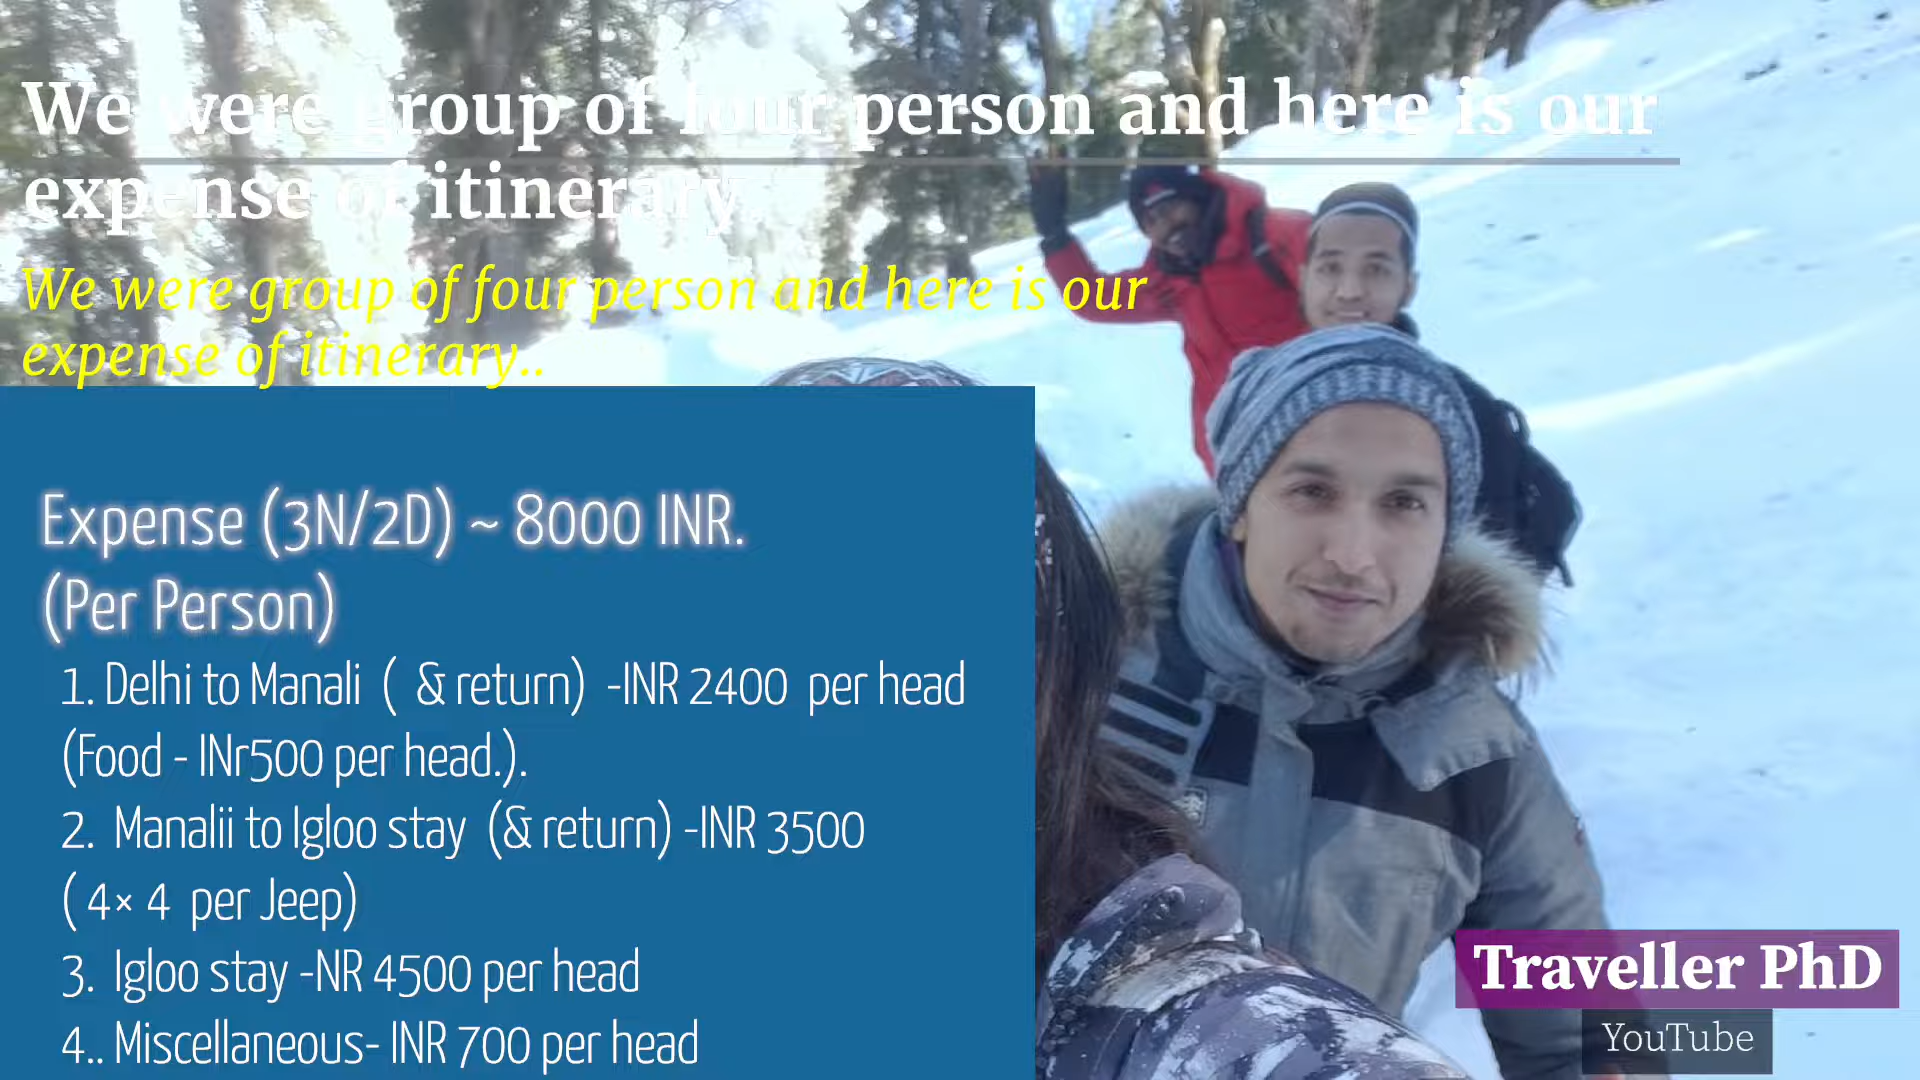 We were group of four person and here is our
expense of itinerary.
We were group of four person and here is our
expense of itinerary..
Expense (3N/2D) ~ 8000 INR.
(Per Person)
1. Delhi to Manali ( & return) -INR 2400 per head
(Food - INr500 per head.).
2. Manalii to Igloo stay (& return) -INR 3500
( 4× 4 per Jeep)
3. Igloo stay -NR 4500 per head
4.. Miscellaneous- INR 700 per head
Traveller PhD
YouTube